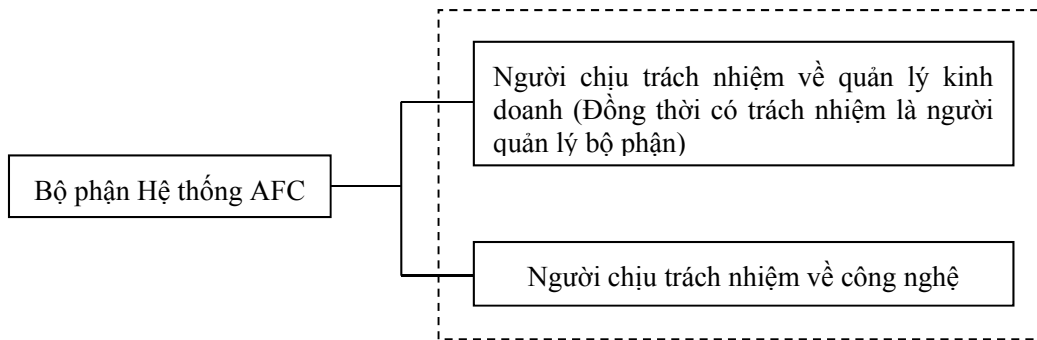 Người chịu trách nhiệm về quản lý kinh
doanh (Đồng thời có trách nhiệm là người
quản lý bộ phận)
Bộ phận Hệ thống AFC
Người chịu trách nhiệm về công nghệ